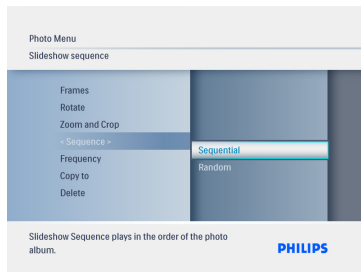 Photo Menu
Slideshow sequence
Frames
Rotate
Zoom and Crop
< Sequence >
Frequency
Copy to
Delete
Sequential
Random
Slideshow Sequence plays in the order of the photo
album.
PHILIPS